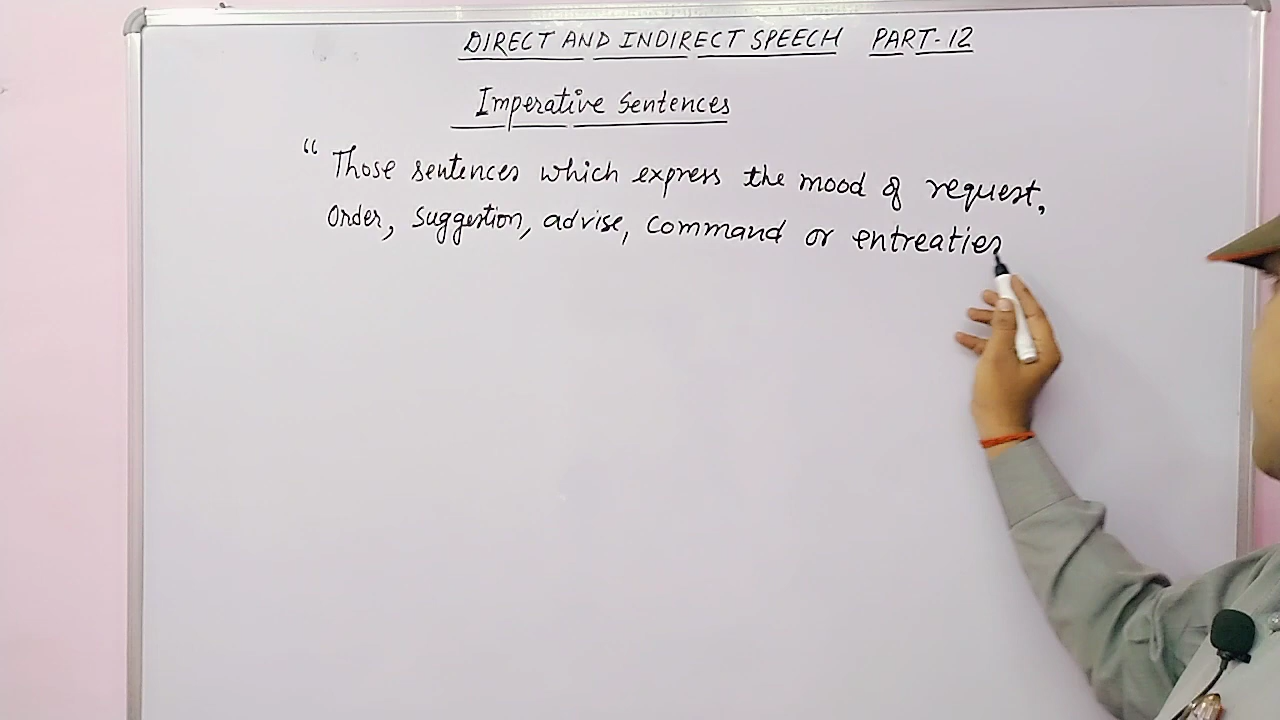 DIRECT AND INDIRECT SPEECH PART-12
Imperative Sentences
“ Those sentences which express the mood of request,
Order, suggestion, advise, command or entreaties